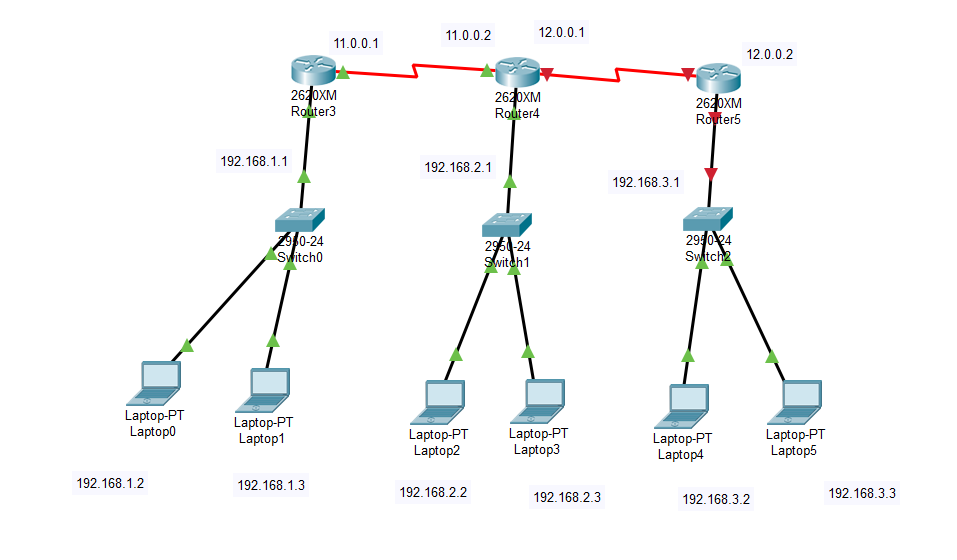 11.0.0.1
11.0.0.2
12.0.0.1
12.0.0.2
2620XM
Router3
2620XM
Router4
2620XM
Router5
192.168.1.1
192.168.2.1
192.168.3.1
2950-24
Switch0
2950-24
Switch1
2950-24
Switch2
Laptop-PT
Laptop0
Laptop-PT
Laptop1
Laptop-PT
Laptop2
Laptop-PT
Laptop3
Laptop-PT
Laptop4
Laptop-PT
Laptop5
192.168.1.2
192.168.1.3
192.168.2.2
192.168.2.3
192.168.3.2
192.168.3.3